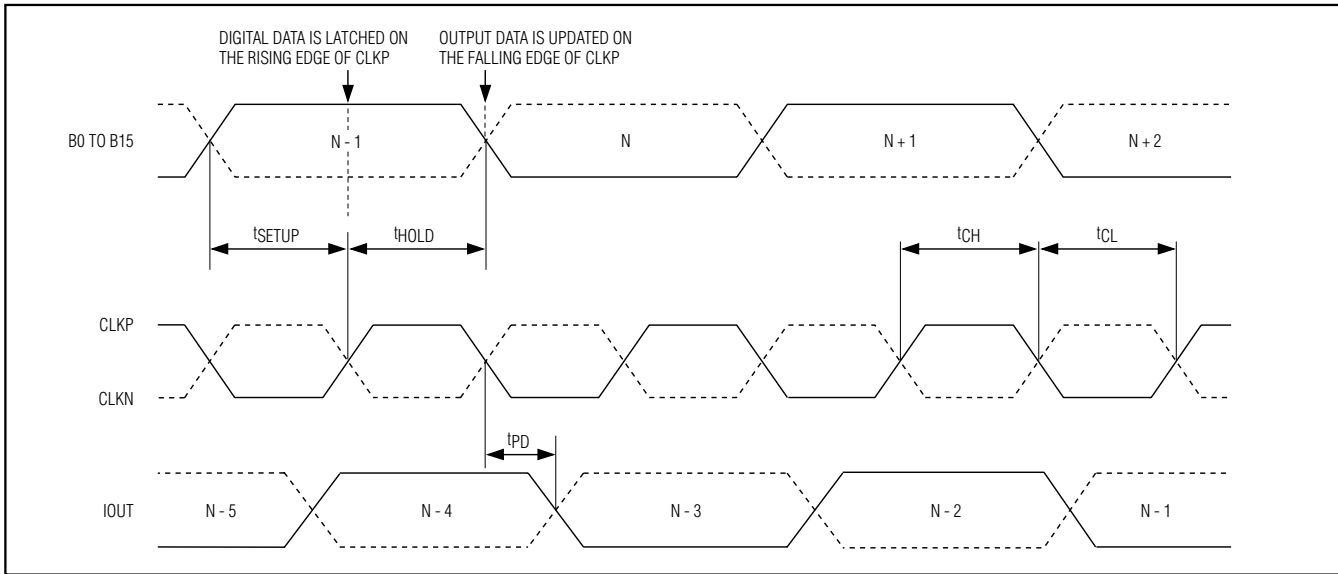 DIGITAL DATA IS LATCHED ON
THE RISING EDGE OF CLKP
OUTPUT DATA IS UPDATED ON
THE FALLING EDGE OF CLKP
B0 TO B15
N - 1
N
N + 1
N + 2
tSETUP
tHOLD
tCH
tCL
CLKP
CLKN
tPD
IOUT
N - 5
N - 4
N - 3
N - 2
N - 1